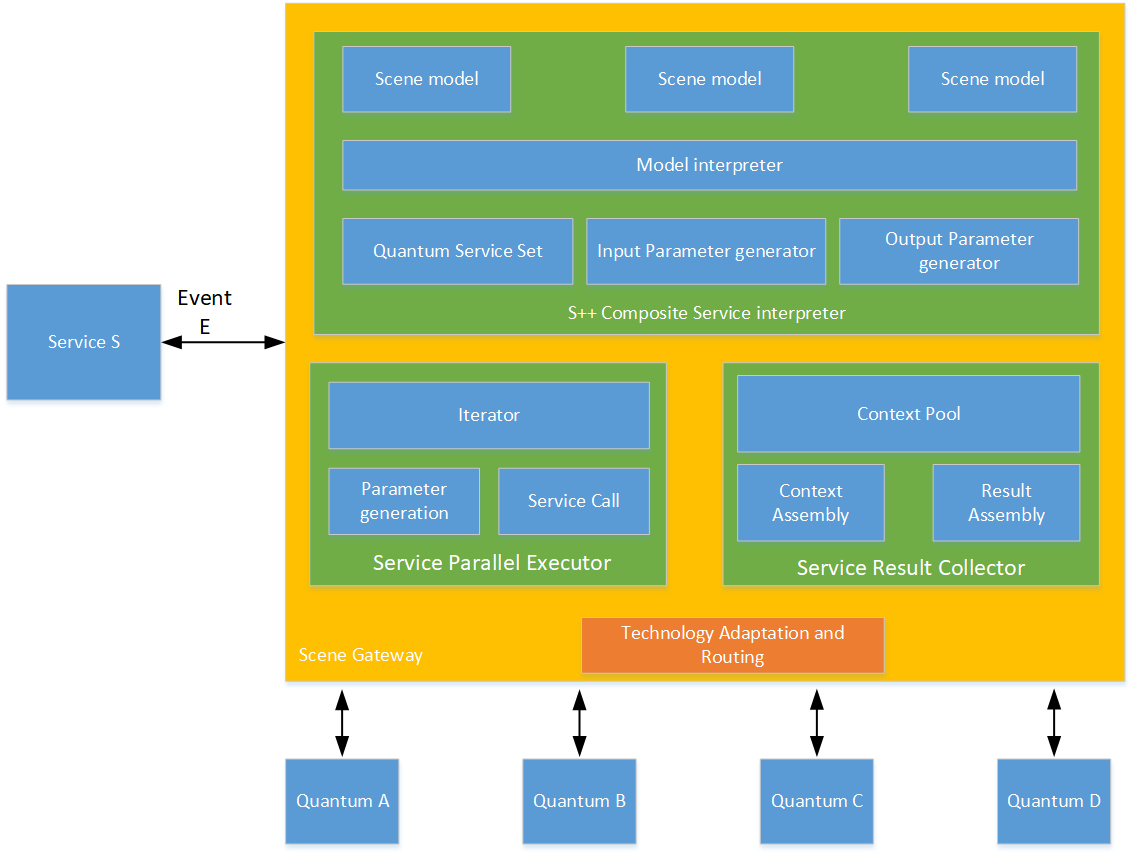 Scene model
Scene model
Scene model
Model interpreter
Quantum Service Set
Input Parameter generator
Output Parameter
generator
S++ Composite Service interpreter
Event
E
Service S
Iterator
Parameter
generation
Service Call
Service Parallel Executor
Context Pool
Context
Assembly
Result
Assembly
Service Result Collector
Technology Adaptation and
Routing
Scene Gateway
Quantum A
Quantum B
Quantum C
Quantum D